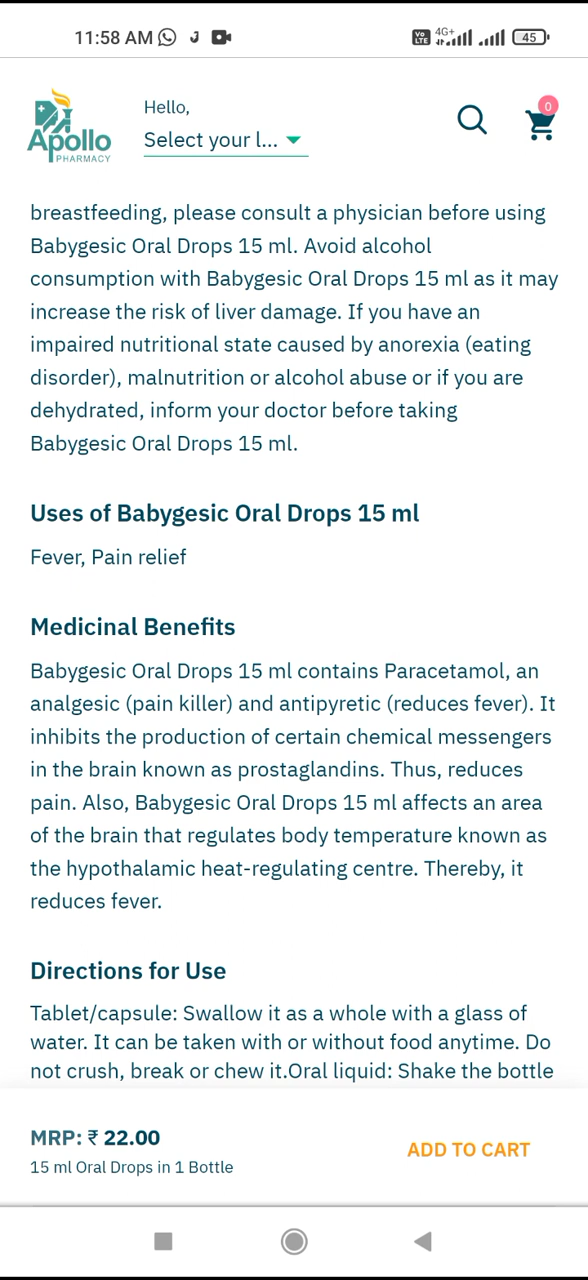 11:58 AM
Vo LTE 4G+ 45
Apollo
PHARMACY
Hello,
Select your l...
0
breastfeeding, please consult a physician before using
Babygesic Oral Drops 15 ml. Avoid alcohol
consumption with Babygesic Oral Drops 15 ml as it may
increase the risk of liver damage. If you have an
impaired nutritional state caused by anorexia (eating
disorder), malnutrition or alcohol abuse or if you are
dehydrated, inform your doctor before taking
Babygesic Oral Drops 15 ml.
Uses of Babygesic Oral Drops 15 ml
Fever, Pain relief
Medicinal Benefits
Babygesic Oral Drops 15 ml contains Paracetamol, an
analgesic (pain killer) and antipyretic (reduces fever). It
inhibits the production of certain chemical messengers
in the brain known as prostaglandins. Thus, reduces
pain. Also, Babygesic Oral Drops 15 ml affects an area
of the brain that regulates body temperature known as
the hypothalamic heat-regulating centre. Thereby, it
reduces fever.
Directions for Use
Tablet/capsule: Swallow it as a whole with a glass of
water. It can be taken with or without food anytime. Do
not crush, break or chew it.Oral liquid: Shake the bottle
MRP: ₹ 22.00
15 ml Oral Drops in 1 Bottle
ADD TO CART